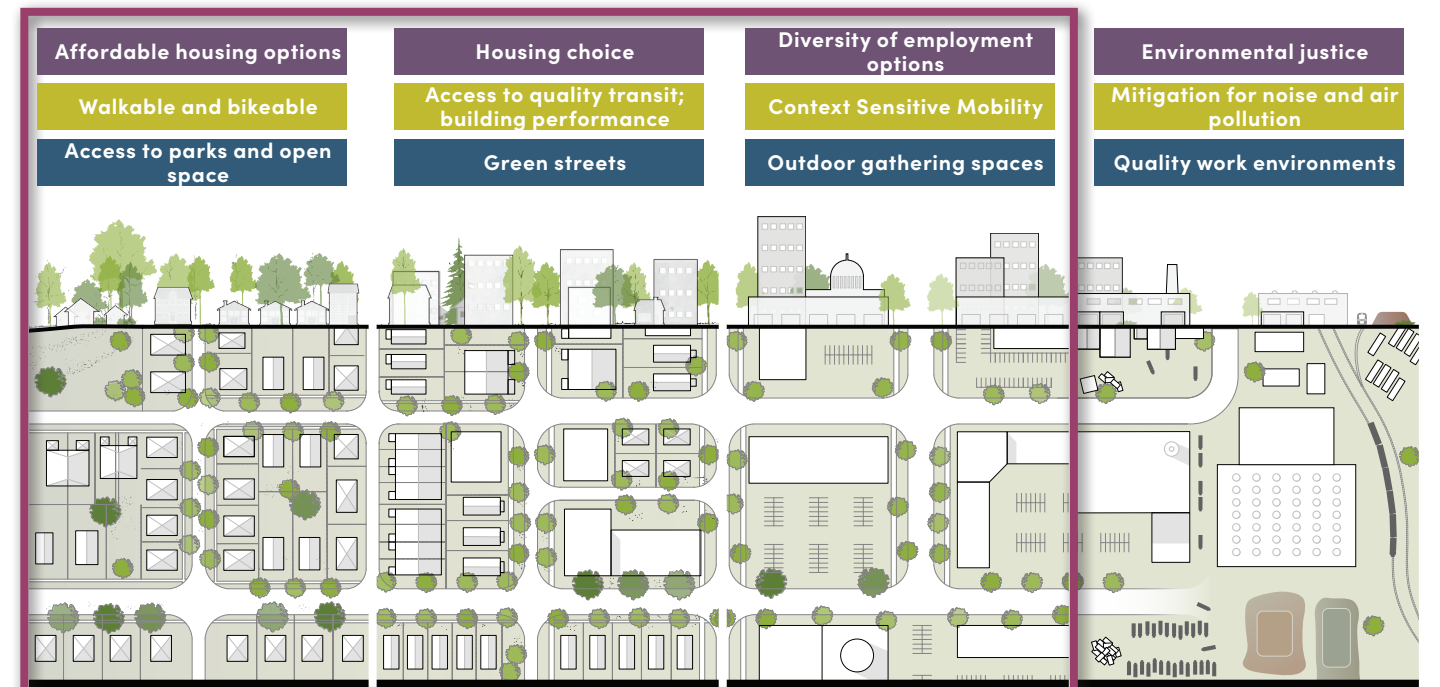 Affordable housing options
Walkable and bikeable
Access to parks and open
space
Housing choice
Access to quality transit;
building performance
Green streets
Diversity of employment
options
Context Sensitive Mobility
Outdoor gathering spaces
Environmental justice
Mitigation for noise and air
pollution
Quality work environments